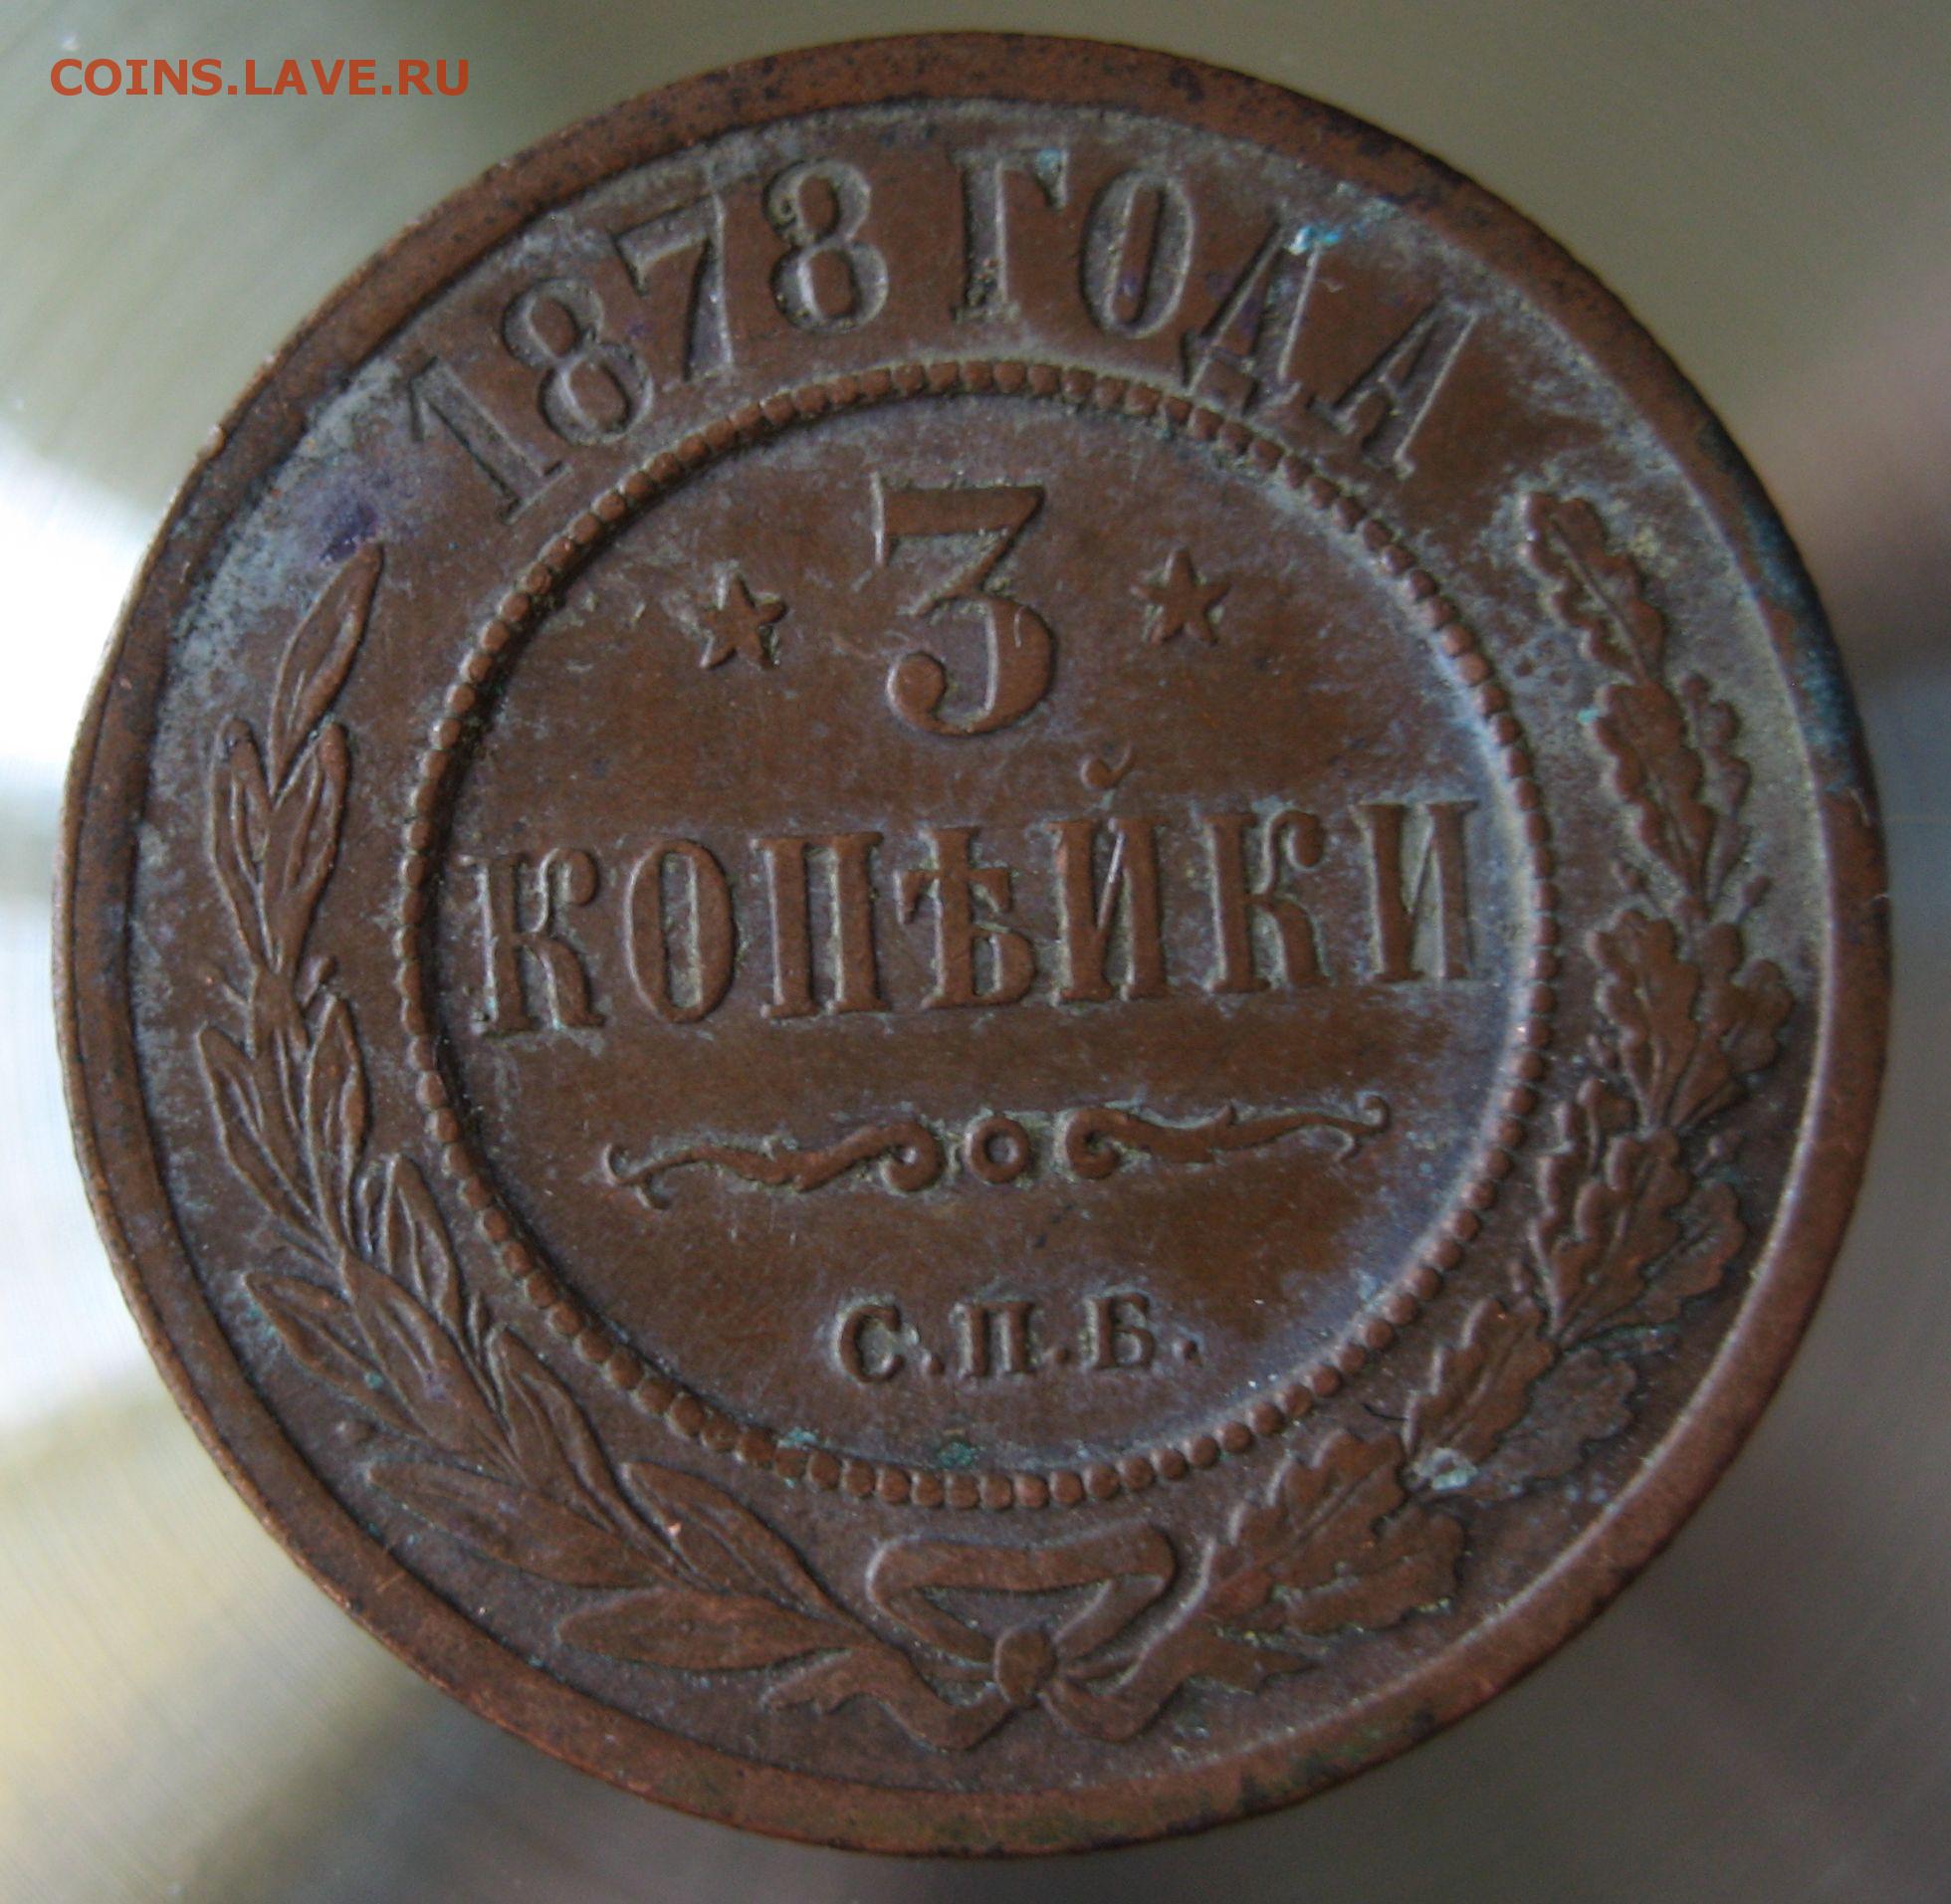 COINS.LAVE.RU
1878 ГОДА
3
КОПѢЙКИ
С.П.Б.